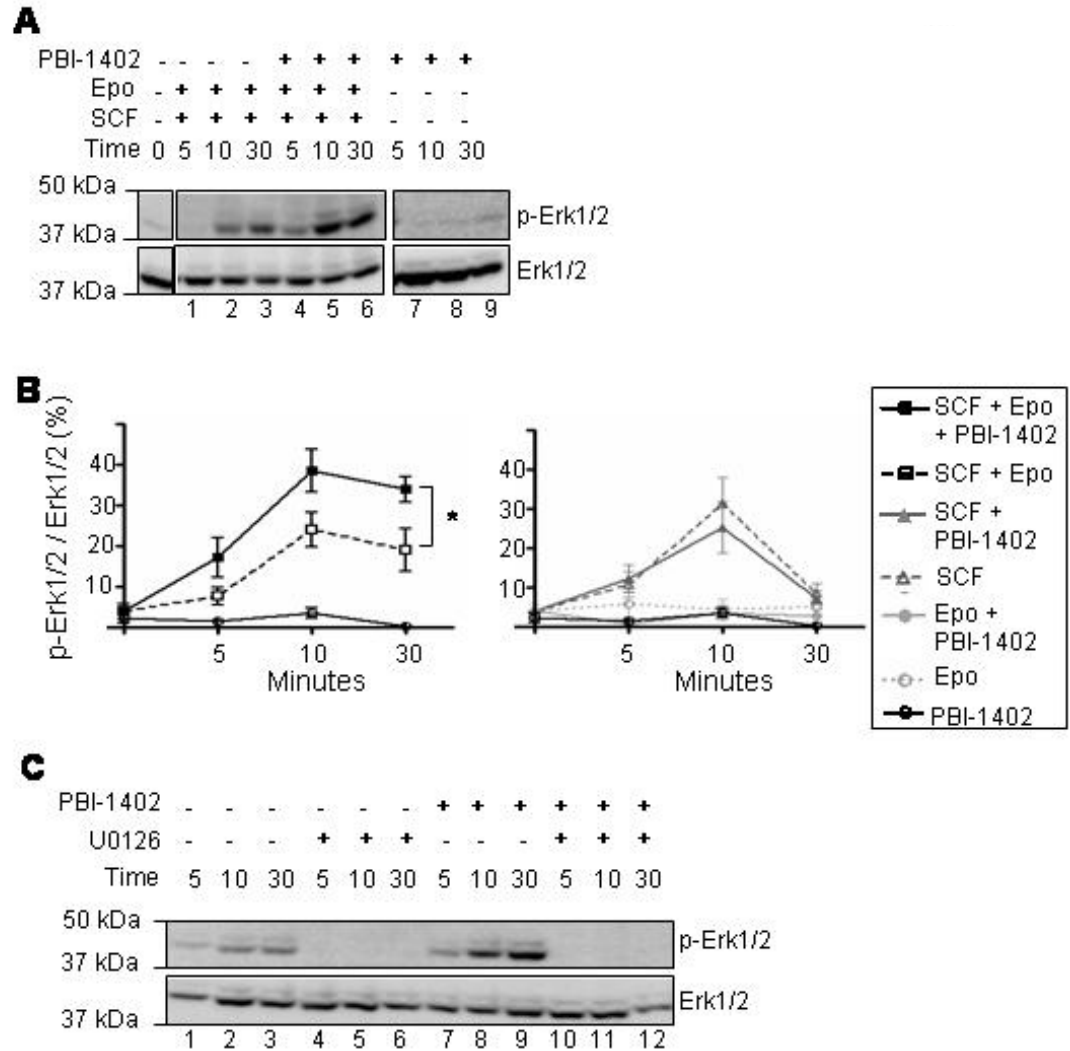 A
PBI-1402 - - - - + + + + + +
Epo - + + + + + + - - -
SCF - + + + + + + - - -
Time 0 5 10 30 5 10 30 5 10 30
50 kDa
p-Erk1/2
37 kDa
Erk1/2
37 kDa
1 2 3 4 5 6 7 8 9
B
p-Erk1/2 / Erk1/2 (%)
40
30
20
10
*
5 10 30
Minutes
40
30
20
10
5 10 30
Minutes
SCF + Epo
+ PBI-1402
SCF + Epo
SCF +
PBI-1402
SCF
Epo +
PBI-1402
Epo
PBI-1402
C
PBI-1402 - - - - - - + + + + + +
U0126 - - - + + + - - - + + +
Time 5 10 30 5 10 30 5 10 30 5 10 30
50 kDa
p-Erk1/2
37 kDa
Erk1/2
37 kDa
1 2 3 4 5 6 7 8 9 10 11 12